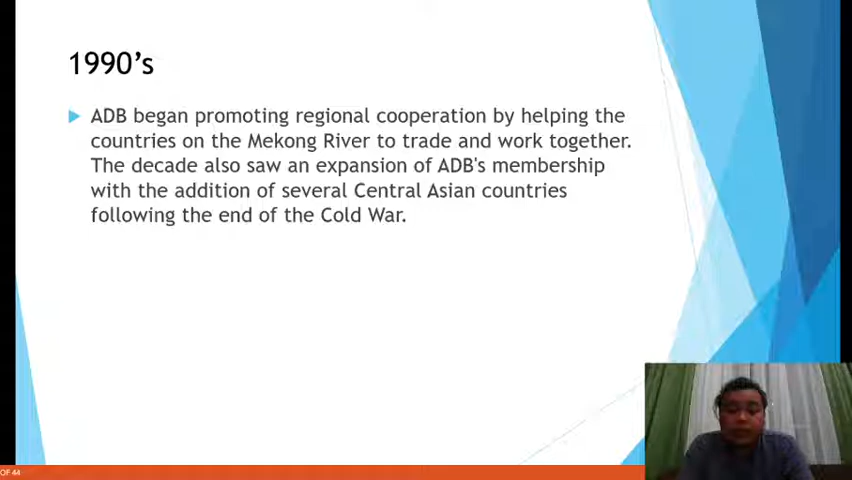 1990’s
ADB began promoting regional cooperation by helping the
countries on the Mekong River to trade and work together.
The decade also saw an expansion of ADB's membership
with the addition of several Central Asian countries
following the end of the Cold War.
OF 44